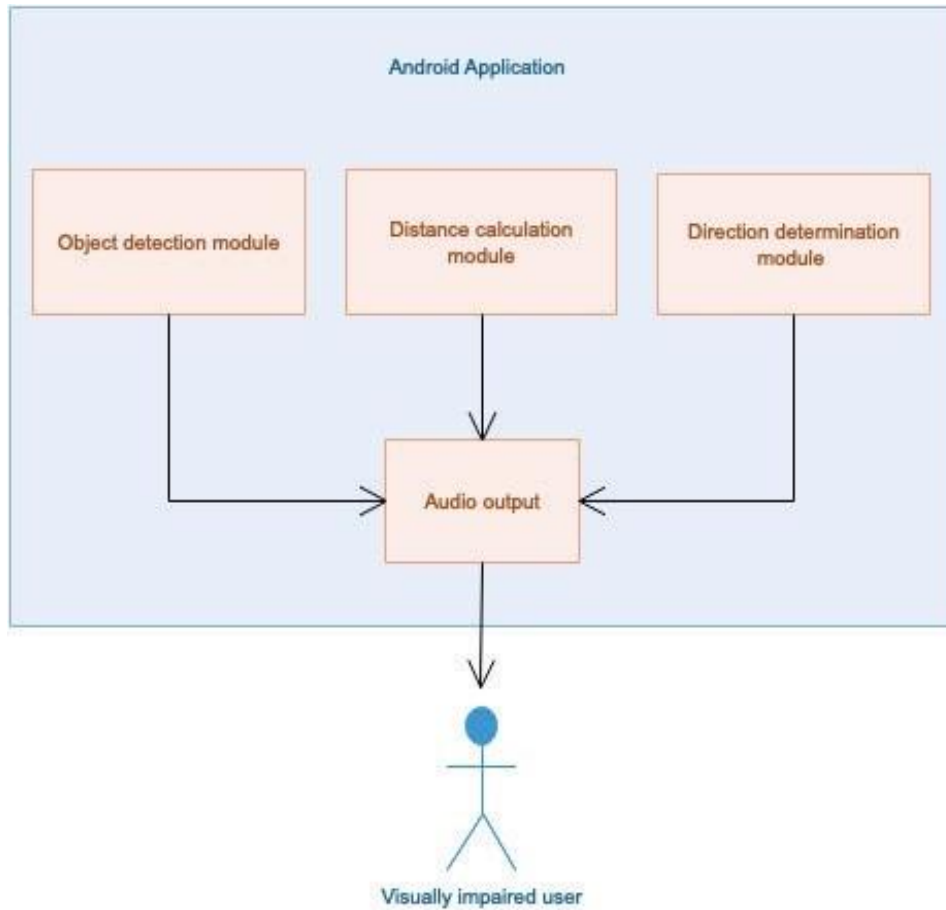 Android Application
Object detection module
Distance calculation
module
Direction determination
module
Audio output
Visually impaired user